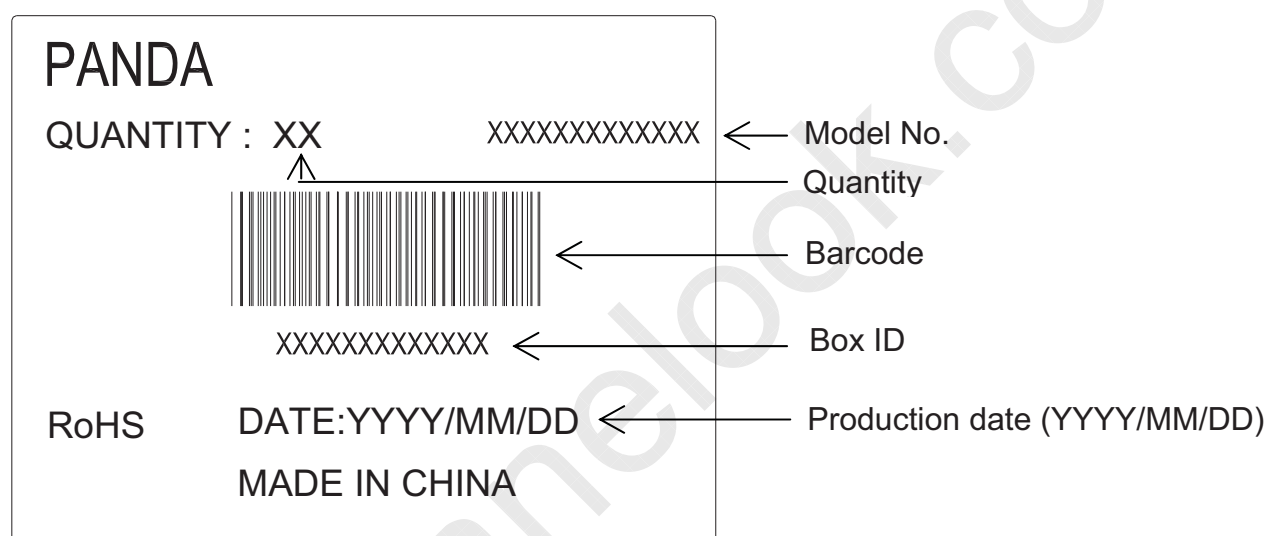 PANDA
QUANTITY : XX XXXXXXXXXXXXX Model No.
Quantity
Barcode
XXXXXXXXXXXXX Box ID
RoHS DATE:YYYY/MM/DD Production date (YYYY/MM/DD)
MADE IN CHINA